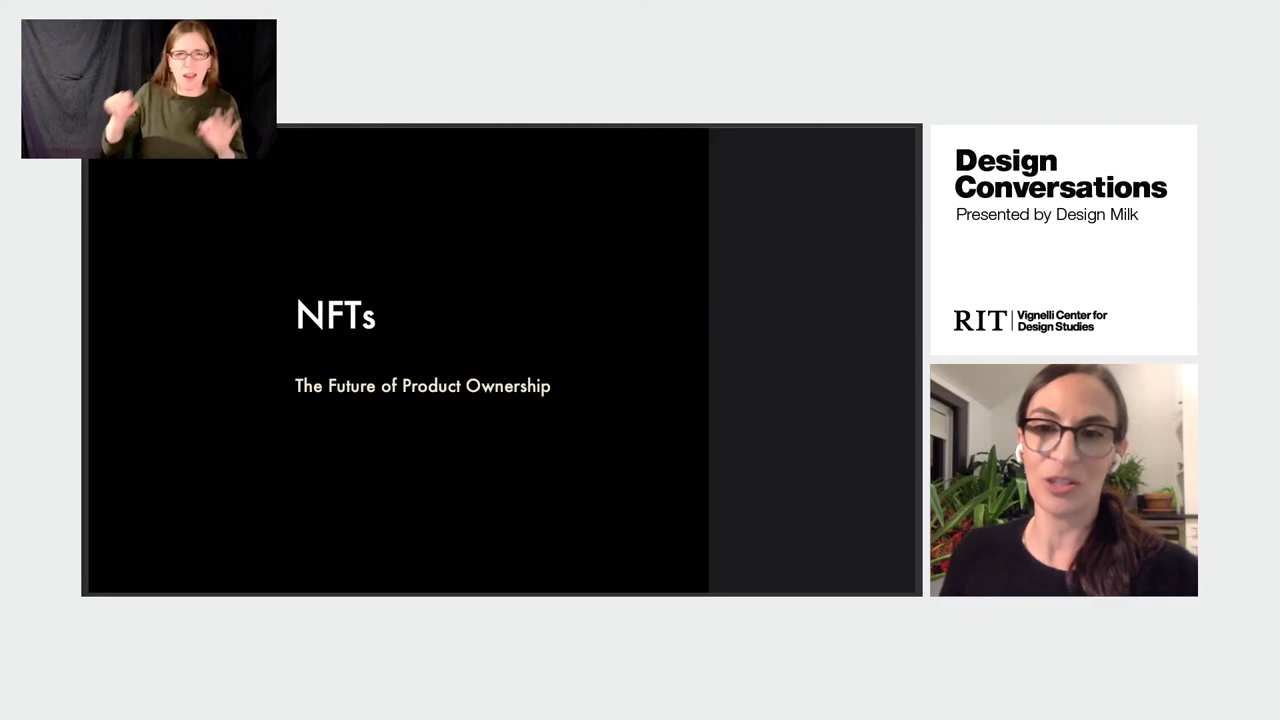 NFTs
The Future of Product Ownership
Design
Conversations
Presented by Design Milk
RIT | Vignelli Center for
Design Studies